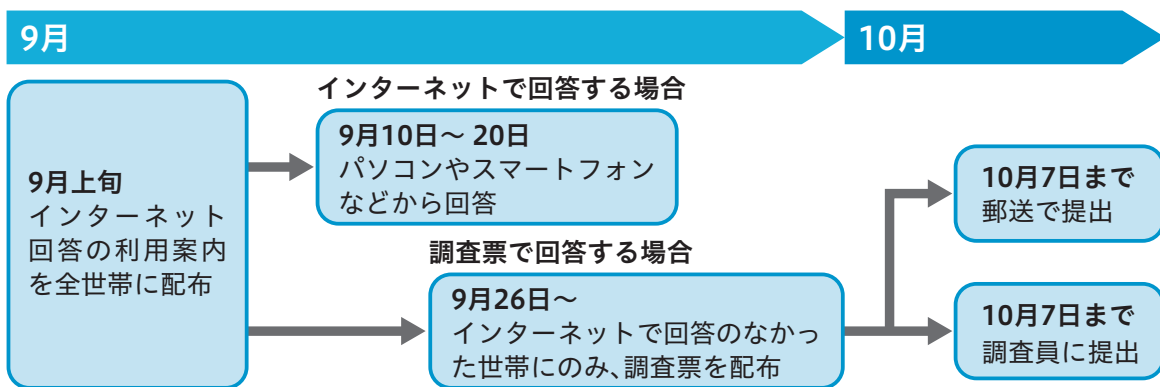 9月
10月
9月上旬
インターネット
回答の利用案内
を全世帯に配布
インターネットで回答する場合
9月10日～ 20日
パソコンやスマートフォン
などから回答
調査票で回答する場合
9月26日～
インターネットで回答のなかっ
た世帯にのみ、調査票を配布
10月7日まで
郵送で提出
10月7日まで
調査員に提出